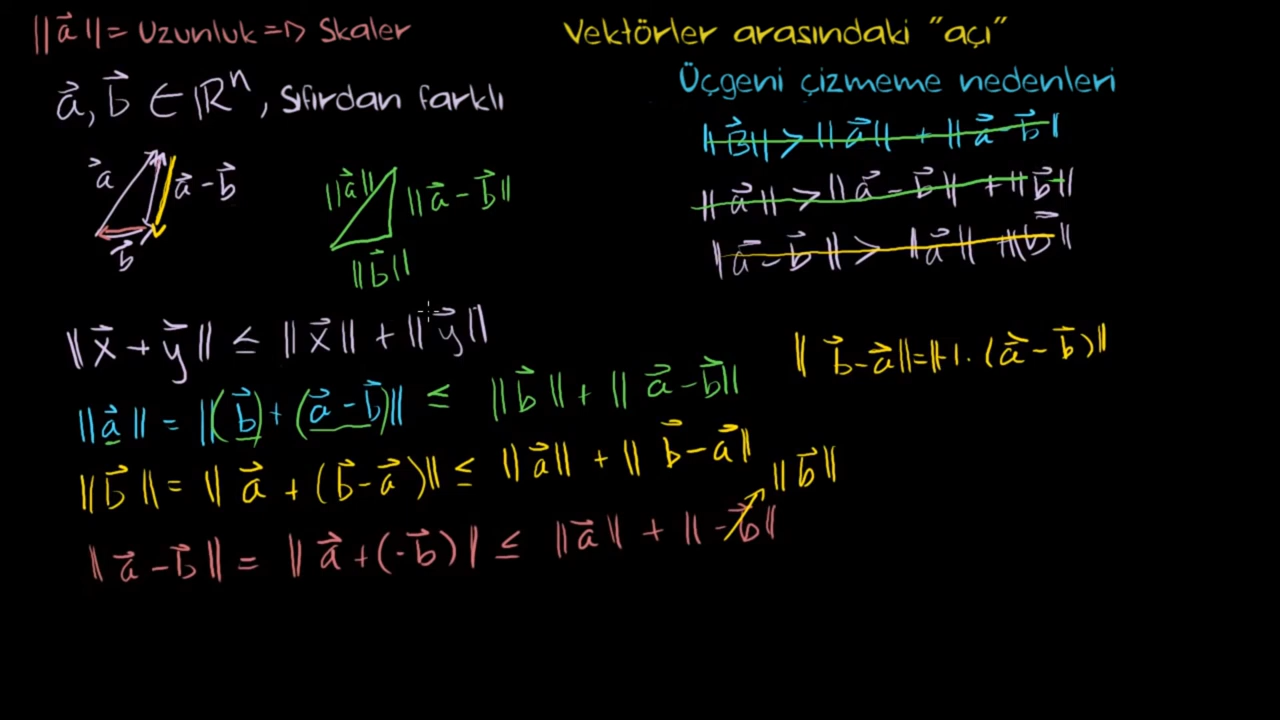 ||a⃗|| = Uzunluk => Skaler
Vektörler arasındaki "açı"
a⃗, b⃗ ∈ ℝⁿ, Sıfırdan farklı
Üçgeni çizmeme nedenleri
||B⃗|| > ||a⃗|| + ||a⃗-b⃗||
||a⃗|| > ||a⃗-b⃗|| + ||b⃗||
||a⃗-b⃗|| > ||a⃗|| + ||b⃗||
a⃗
a⃗-b⃗
b⃗
||a⃗||
||a⃗-b⃗||
||b⃗||
||x⃗+y⃗|| ≤ ||x⃗|| + ||y⃗||
||b⃗-a⃗|| = ||-1.(a⃗-b⃗)||
||a⃗|| = ||(b⃗)+(a⃗-b⃗)|| ≤ ||b⃗|| + ||a⃗-b⃗||
||b⃗|| = ||a⃗+(b⃗-a⃗)|| ≤ ||a⃗|| + ||b⃗-a⃗||
||b⃗||
||a⃗-b⃗|| = ||a⃗+(-b⃗)|| ≤ ||a⃗|| + ||-b⃗||